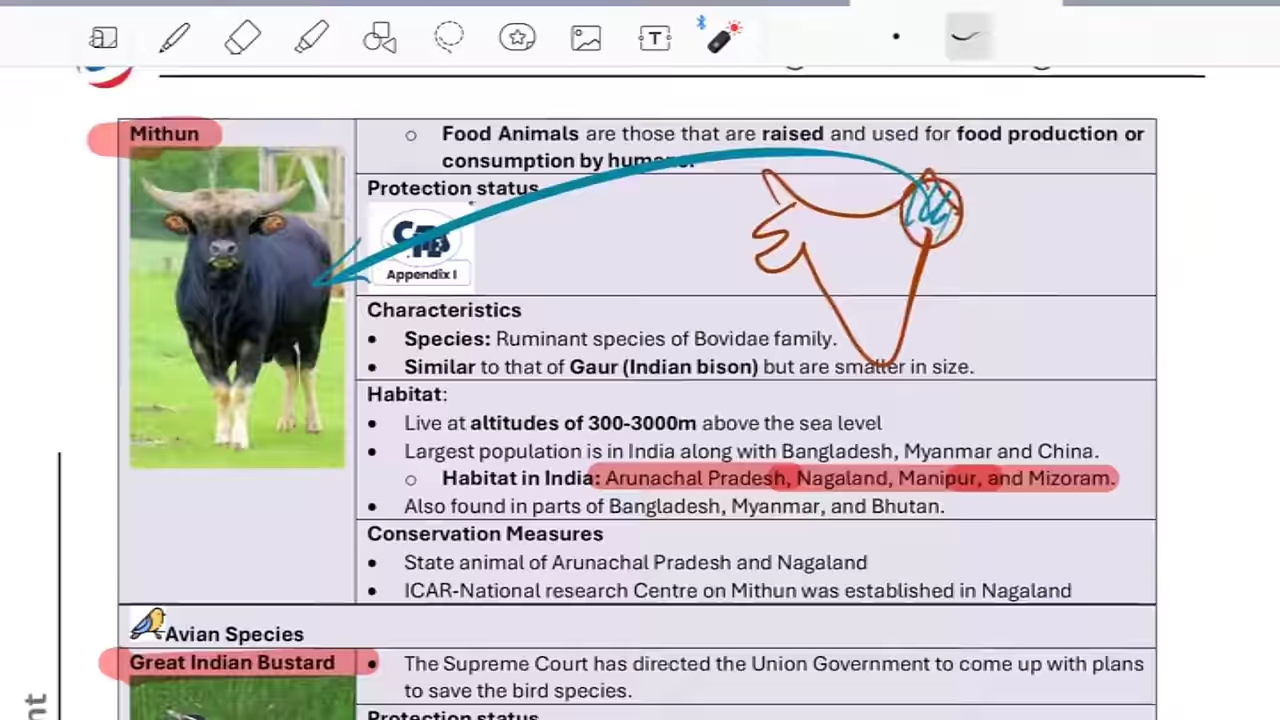 T
Mithun
Food Animals are those that are raised and used for food production or
consumption by humans.
Protection status
Appendix I
Characteristics
Species: Ruminant species of Bovidae family.
Similar to that of Gaur (Indian bison) but are smaller in size.
Habitat:
Live at altitudes of 300-3000m above the sea level
Largest population is in India along with Bangladesh, Myanmar and China.
Habitat in India: Arunachal Pradesh, Nagaland, Manipur, and Mizoram.
Also found in parts of Bangladesh, Myanmar, and Bhutan.
Conservation Measures
State animal of Arunachal Pradesh and Nagaland
ICAR-National research Centre on Mithun was established in Nagaland
Avian Species
Great Indian Bustard
The Supreme Court has directed the Union Government to come up with plans
to save the bird species.
Protection status
nt